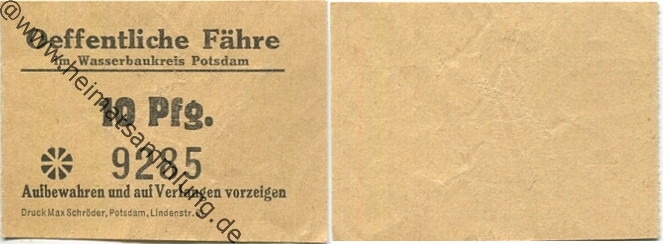 Oeffentliche Fähre
im Wasserbaukreis Potsdam
10 Pfg.
9285
Aufbewahren und auf Verlangen vorzeigen
Druck Max Schröder, Potsdam, Lindenstr.
@www.heimatsammlung.de